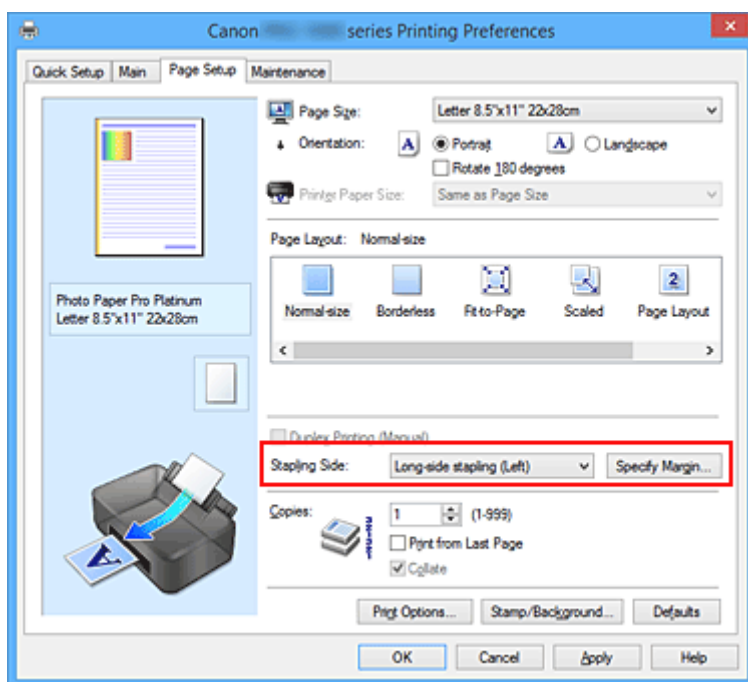 Canon series Printing Preferences
Quick Setup Main Page Setup Maintenance
Page Size: Letter 8.5"x11" 22x28cm
Orientation: A Portrait A Landscape
Rotate 180 degrees
Printer Paper Size: Same as Page Size
Page Layout: Normal-size
2
Normal-size Borderless Fit-to-Page Scaled Page Layout
Photo Paper Pro Platinum
Letter 8.5"x11" 22x28cm
Duplex Printing (Manual)
Stapling Side: Long-side stapling (Left) Specify Margin...
Copies: 1 (1-999)
Print from Last Page
Collate
A
Print Options... Stamp/Background... Defaults
OK Cancel Apply Help